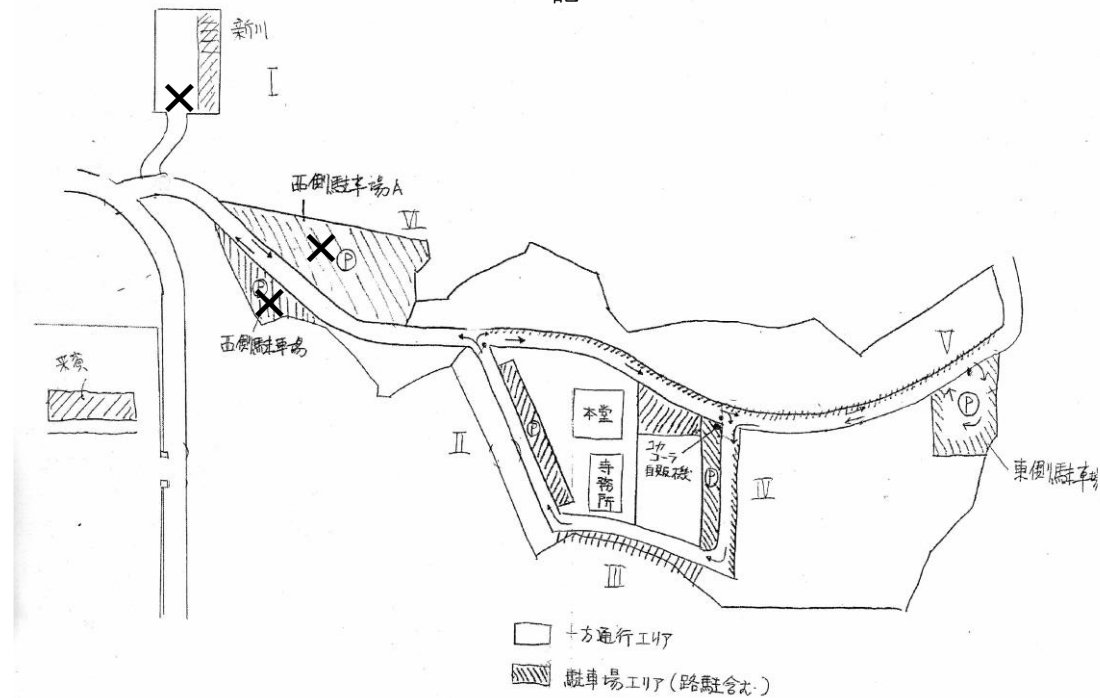 新川
I
西側駐車場A
VI
P
P
西側駐車場
V
P
東側駐車場
II
P
本堂
寺務所
コカ
コーラ
自販機
P
IV
III
一方通行エリア
駐車場エリア(路駐含む)